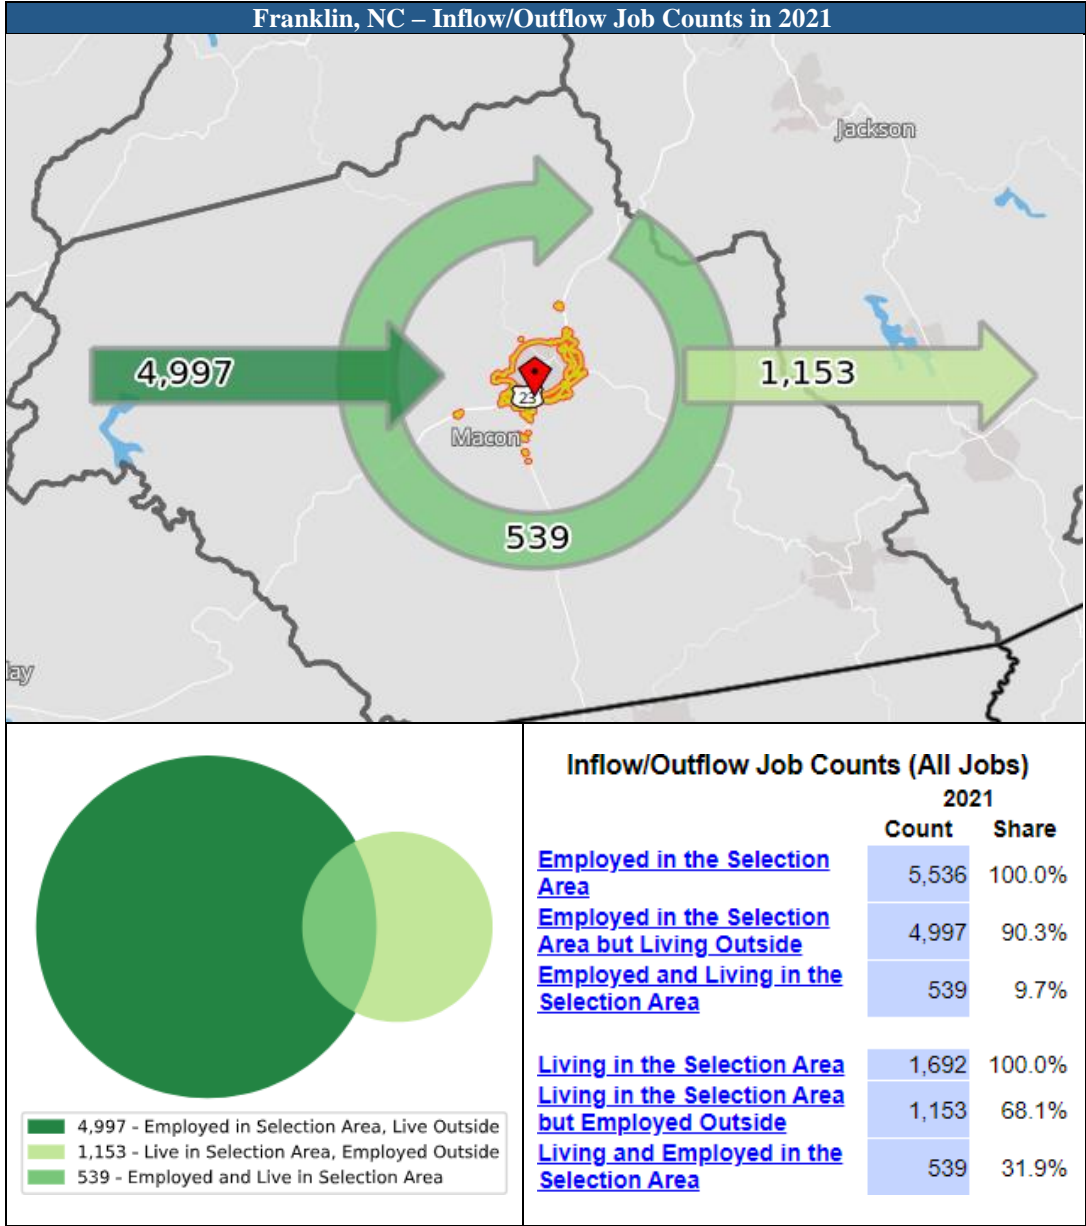 Franklin, NC – Inflow/Outflow Job Counts in 2021
Jackson
4,997
1,153
23
Macon
539
lay
4,997 - Employed in Selection Area, Live Outside
1,153 - Live in Selection Area, Employed Outside
539 - Employed and Live in Selection Area
Inflow/Outflow Job Counts (All Jobs)
2021
Count Share
Employed in the Selection
Area 5,536 100.0%
Employed in the Selection
Area but Living Outside 4,997 90.3%
Employed and Living in the
Selection Area 539 9.7%
Living in the Selection Area 1,692 100.0%
Living in the Selection Area
but Employed Outside 1,153 68.1%
Living and Employed in the
Selection Area 539 31.9%